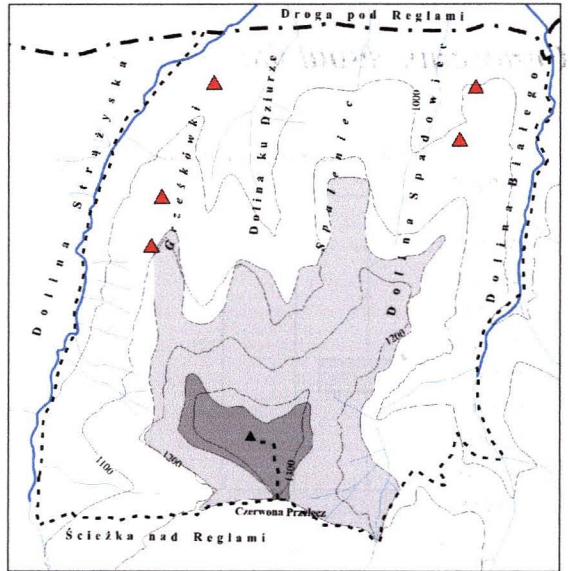 Droga pod Reglami
Dolina Strążyska
Grześkówki
Dolina ku Dziurze
Spaleniec
1000
Dolina Spadowiec
Dolina Białego
1200
1100
1200
1300
Czerwona Przełęcz
Ścieżka nad Reglami